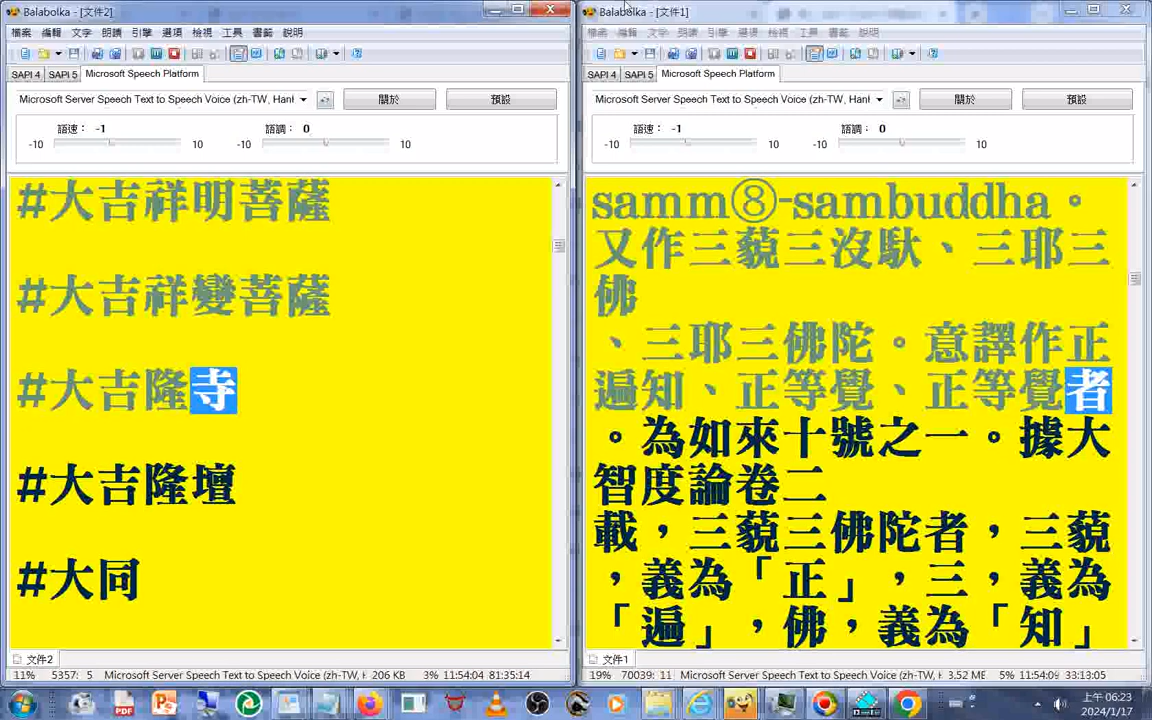 Balabolka - [文件2]
檔案 編輯 文字 朗讀 引擎 選項 檢視 工具 書籤 說明
SAPI 4 SAPI 5 Microsoft Speech Platform
Microsoft Server Speech Text to Speech Voice (zh-TW, Hanl
關於 預設
語速： -1 語調： 0
-10 10 -10 10
#大吉祥明菩薩
#大吉祥變菩薩
#大吉隆寺
#大吉隆壇
#大同
文件2
11% 5357: 5 Microsoft Server Speech Text to Speech Voice (zh-TW, H 206 KB 3% 11:54:04 81:35:14
Balabolka - [文件1]
檔案 編輯 文字 朗讀 引擎 選項 檢視 工具 書籤 說明
SAPI 4 SAPI 5 Microsoft Speech Platform
Microsoft Server Speech Text to Speech Voice (zh-TW, Hanl
關於 預設
語速： -1 語調： 0
-10 10 -10 10
samm⑧-sambuddha。
又作三藐三沒馱、三耶三
佛
、三耶三佛陀。意譯作正
遍知、正等覺、正等覺者
。為如來十號之一。據大
智度論卷二
載，三藐三佛陀者，三藐
，義為「正」，三，義為
「遍」，佛，義為「知」
文件1
19% 70039: 11 Microsoft Server Speech Text to Speech Voice (zh-TW, H 3.52 ME 5% 11:54:09 33:13:05
上午 06:23
2024/1/17